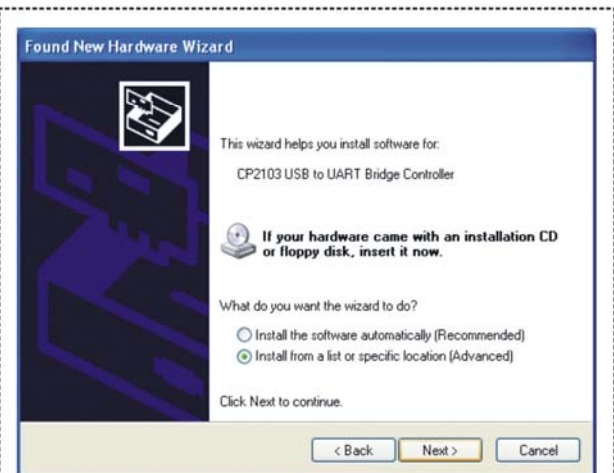 Found New Hardware Wizard
This wizard helps you install software for:
CP2103 USB to UART Bridge Controller
If your hardware came with an installation CD
or floppy disk, insert it now.
What do you want the wizard to do?
Install the software automatically (Recommended)
Install from a list or specific location (Advanced)
Click Next to continue.
< Back Next > Cancel